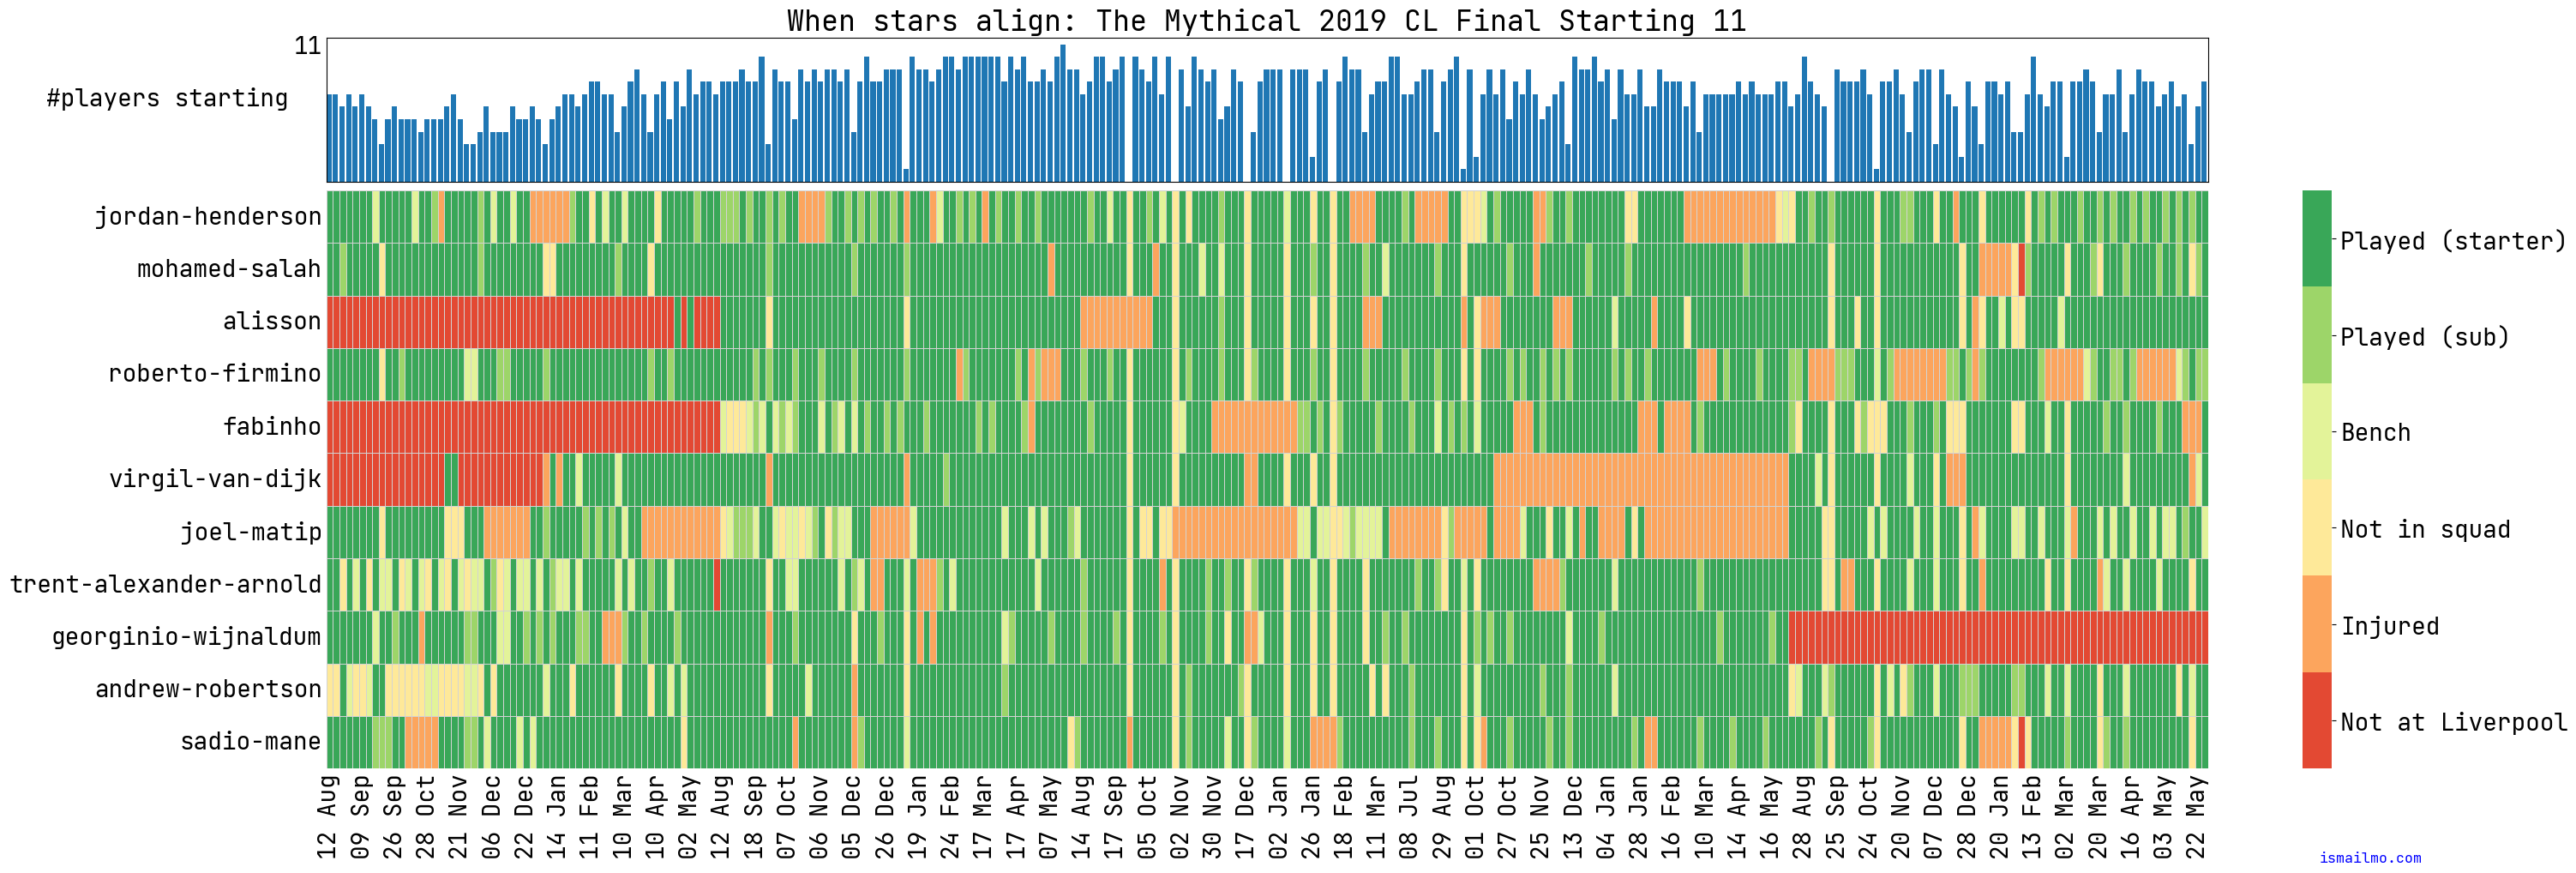 When stars align: The Mythical 2019 CL Final Starting 11
11
#players starting
jordan-henderson
mohamed-salah
alisson
roberto-firmino
fabinho
virgil-van-dijk
joel-matip
trent-alexander-arnold
georginio-wijnaldum
andrew-robertson
sadio-mane
Played (starter)
Played (sub)
Bench
Not in squad
Injured
Not at Liverpool
12 Aug
09 Sep
26 Sep
28 Oct
21 Nov
06 Dec
22 Dec
14 Jan
11 Feb
10 Mar
10 Apr
02 May
12 Aug
18 Sep
07 Oct
06 Nov
05 Dec
26 Dec
19 Jan
24 Feb
17 Mar
17 Apr
07 May
14 Aug
17 Sep
05 Oct
02 Nov
30 Nov
17 Dec
02 Jan
26 Jan
18 Feb
11 Mar
08 Jul
29 Aug
01 Oct
27 Oct
25 Nov
13 Dec
04 Jan
28 Jan
16 Feb
10 Mar
14 Apr
16 May
28 Aug
25 Sep
24 Oct
20 Nov
07 Dec
28 Dec
20 Jan
13 Feb
02 Mar
20 Mar
16 Apr
03 May
22 May
ismailmo.com